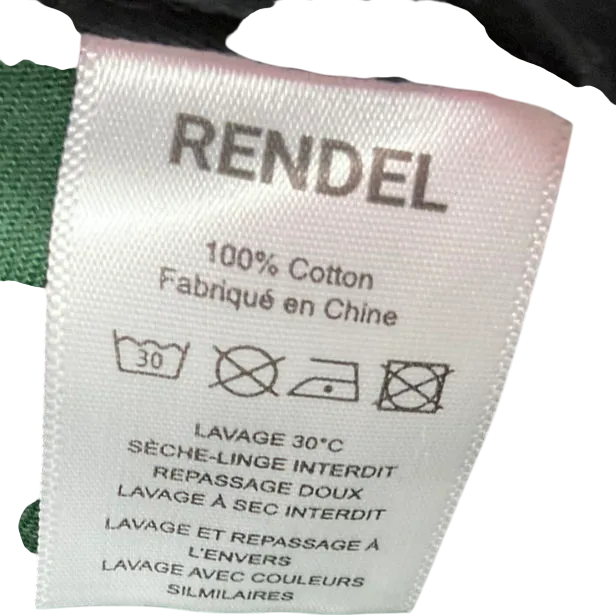 RENDEL
100% Cotton
Fabriqué en Chine
30
LAVAGE 30°C
SÈCHE-LINGE INTERDIT
REPASSAGE DOUX
LAVAGE À SEC INTERDIT
LAVAGE ET REPASSAGE À
L'ENVERS
LAVAGE AVEC COULEURS
SILMILAIRES